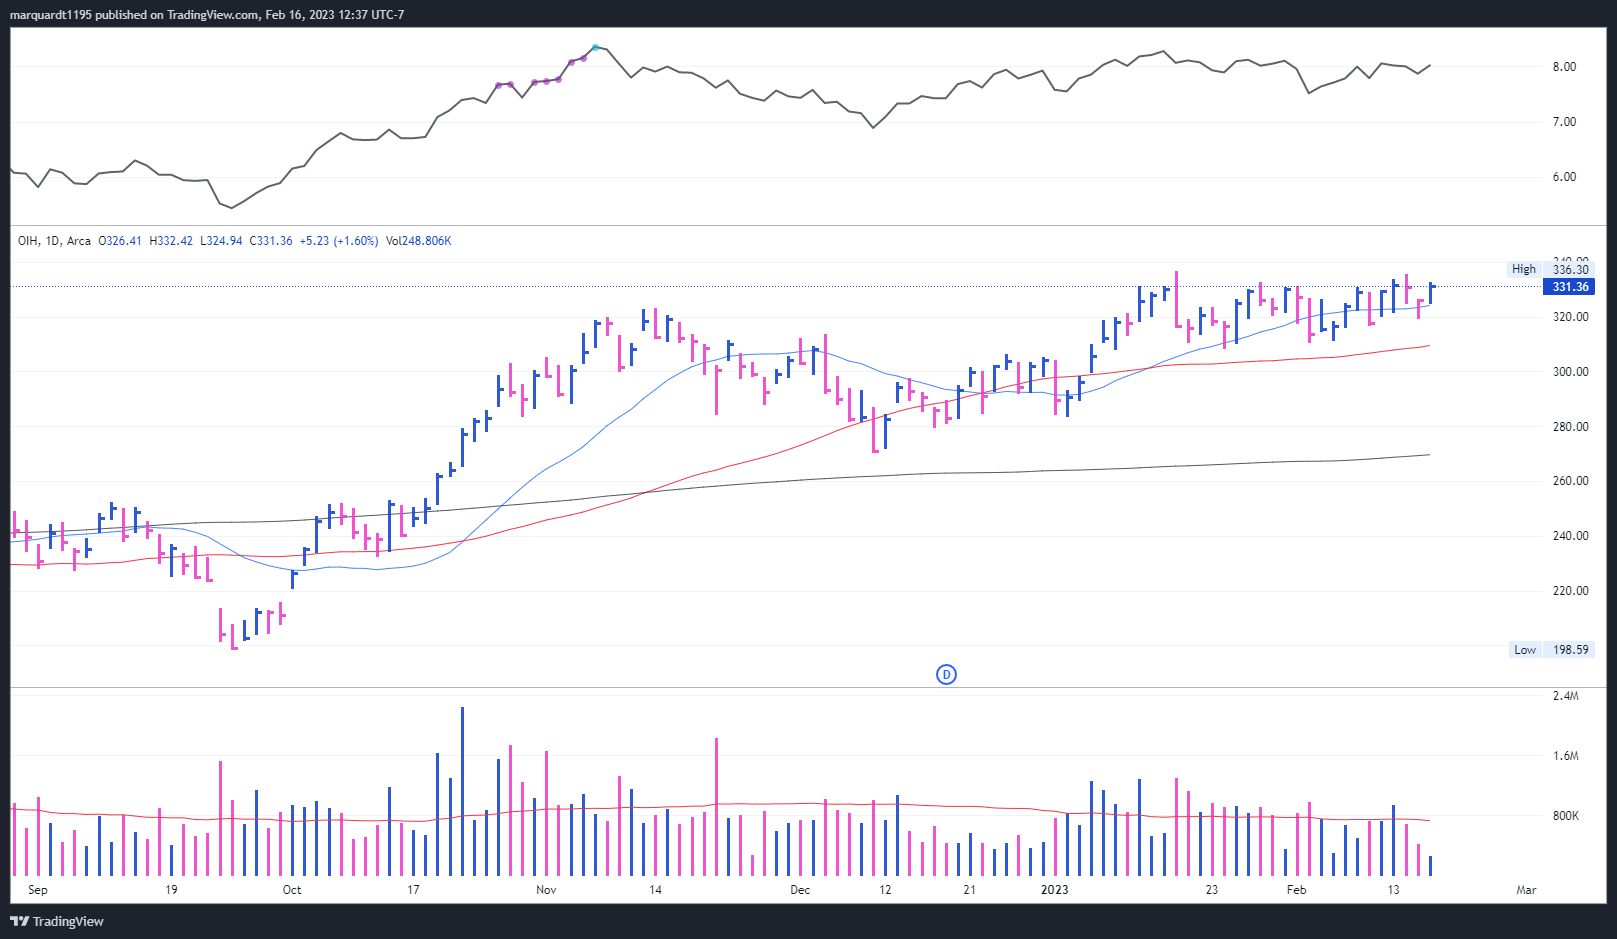 marquardt1195 published on TradingView.com, Feb 16, 2023 12:37 UTC-7
8.00
7.00
6.00
OIH, 1D, Arca O326.41 H332.42 L324.94 C331.36 +5.23 (+1.60%) Vol248.806K
340.00
High 336.30
331.36
320.00
300.00
280.00
260.00
240.00
220.00
Low 198.59
D
2.4M
1.6M
800K
Sep 19 Oct 17 Nov 14 Dec 12 21 2023 23 Feb 13 Mar
TradingView